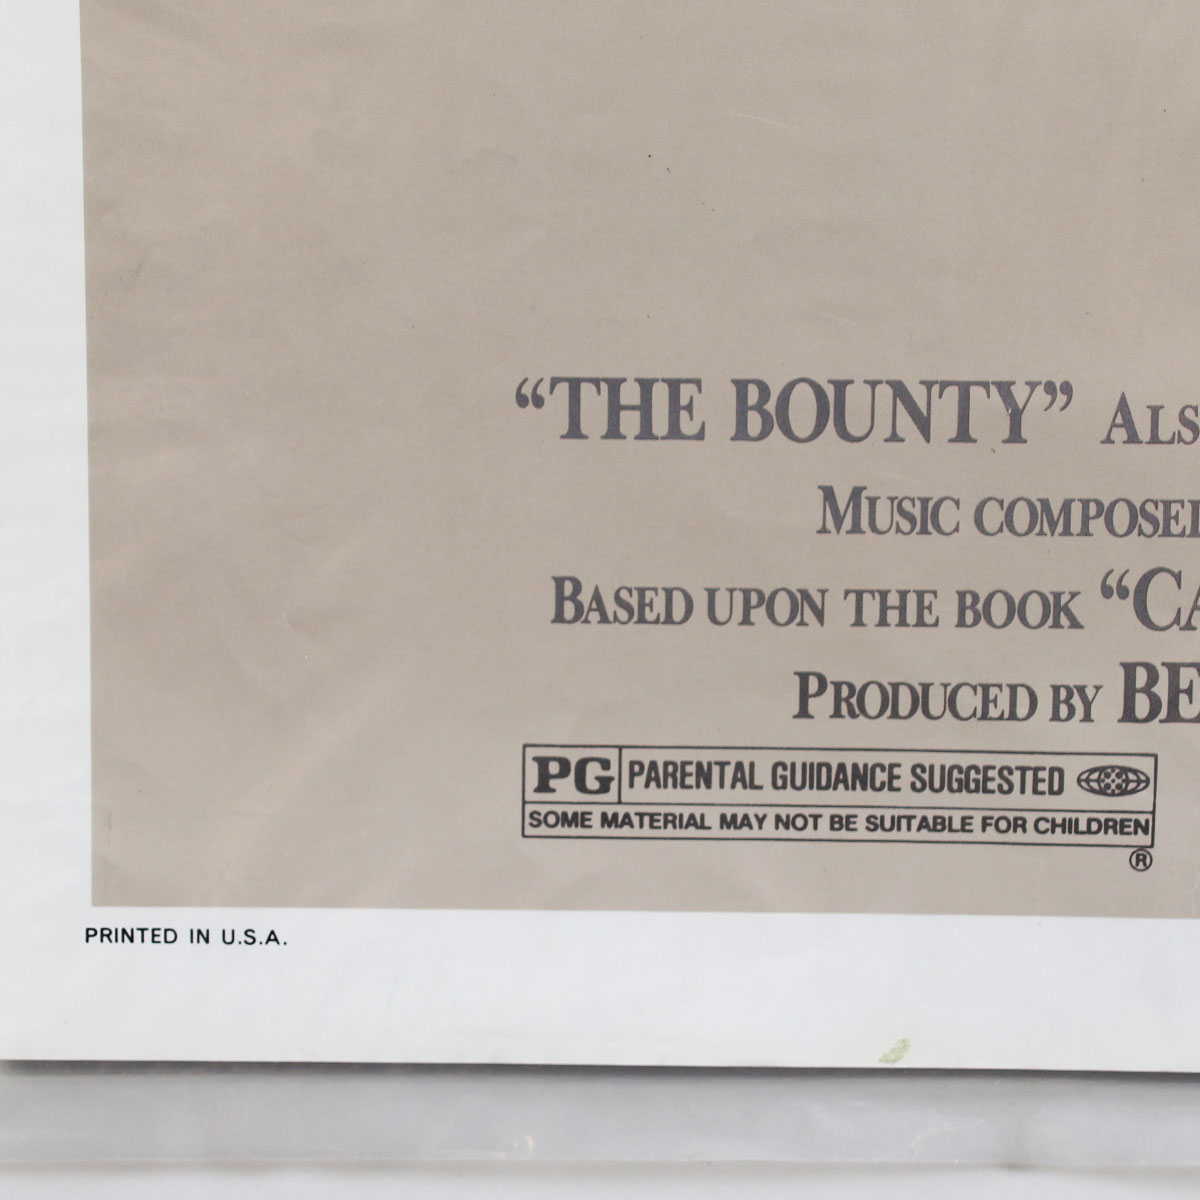 “THE BOUNTY” ALS
MUSIC COMPOSE
BASED UPON THE BOOK “CA
PRODUCED BY BE
PG PARENTAL GUIDANCE SUGGESTED
SOME MATERIAL MAY NOT BE SUITABLE FOR CHILDREN
®
PRINTED IN U.S.A.